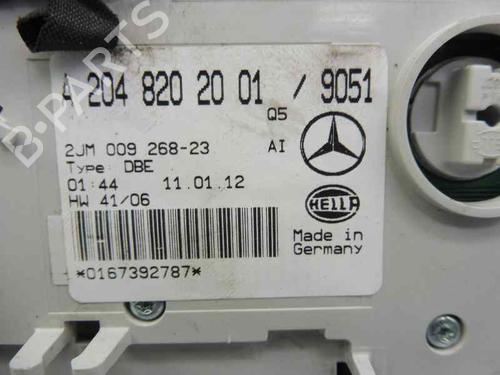 A 204 820 20 01 / 9051
Q5
2JM 009 268-23 AI
Type: DBE
01:44 11.01.12
HW 41/06
HELLA
Made in
Germany
*0167392787*
B-PARTS